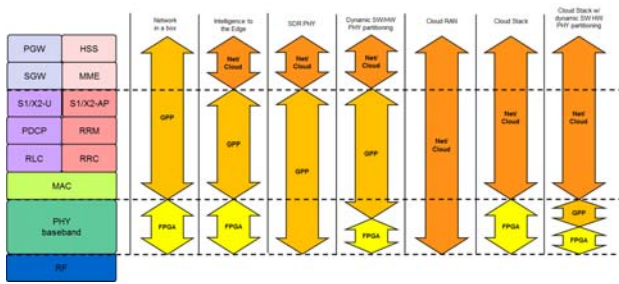 Network
in a box
Intelligence to
the Edge
SDR PHY
Dynamic SW/HW
PHY partitioning
Cloud RAN
Cloud Stack
Cloud Stack w/
dynamic SW HW
PHY partitioning
PGW
HSS
SGW
MME
S1/X2-U
S1/X2-AP
PDCP
RRM
RLC
RRC
MAC
PHY
baseband
RF
GPP
FPGA
Net/
Cloud
GPP
FPGA
Net/
Cloud
GPP
Net/
Cloud
GPP
FPGA
Net/
Cloud
Net/
Cloud
FPGA
Net/
Cloud
GPP
FPGA